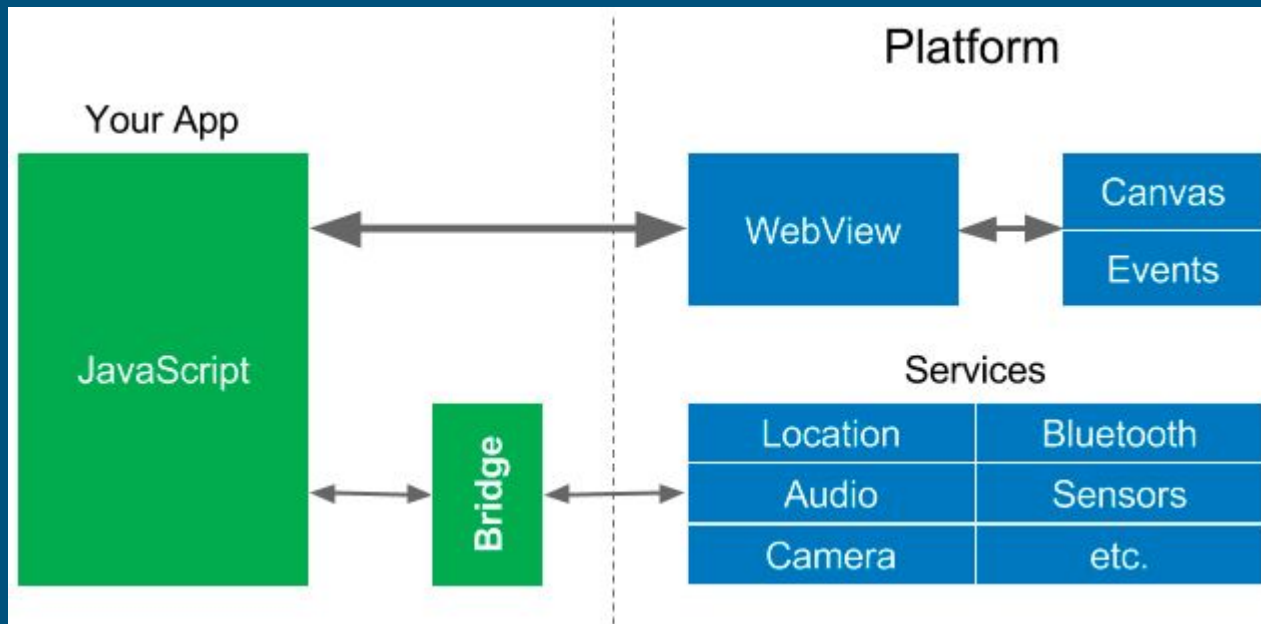 Platform
Your App
JavaScript
Bridge
WebView
Canvas
Events
Services
Location
Bluetooth
Audio
Sensors
Camera
etc.